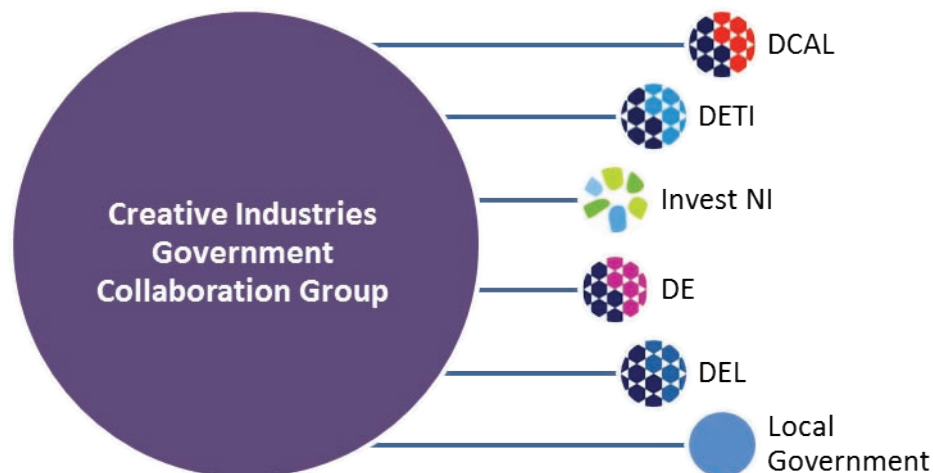 Creative Industries
Government
Collaboration Group
DCAL
DETI
Invest NI
DE
DEL
Local
Government